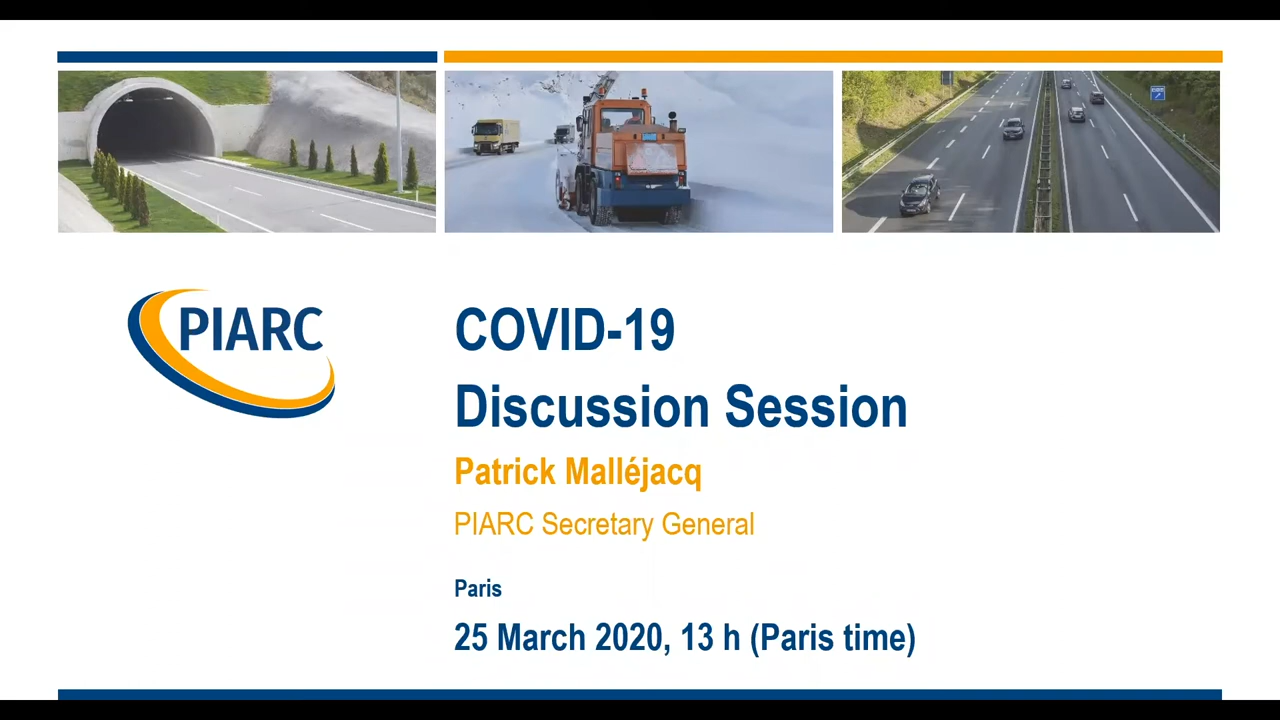 PIARC
COVID-19
Discussion Session
Patrick Malléjacq
PIARC Secretary General
Paris
25 March 2020, 13 h (Paris time)